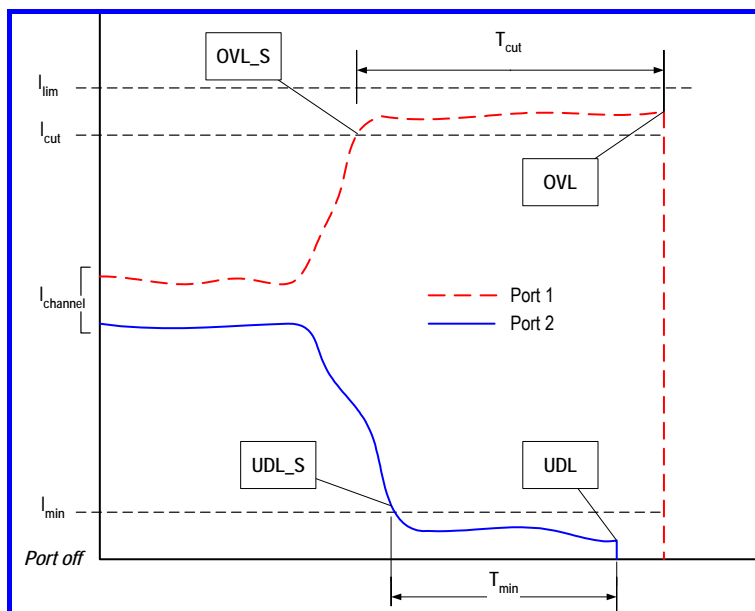 T_cut
OVL_S
I_lim
I_cut
OVL
I_channel
Port 1
Port 2
UDL_S
UDL
I_min
Port off
T_min